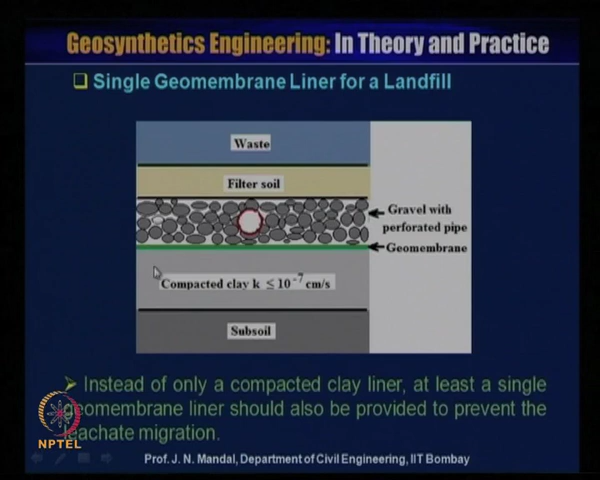 Geosynthetics Engineering: In Theory and Practice
Single Geomembrane Liner for a Landfill
Waste
Filter soil
Gravel with
perforated pipe
Geomembrane
Compacted clay k ≤ 10⁻⁷ cm/s
Subsoil
Instead of only a compacted clay liner, at least a single
geomembrane liner should also be provided to prevent the
leachate migration.
NPTEL
Prof. J. N. Mandal, Department of Civil Engineering, IIT Bombay